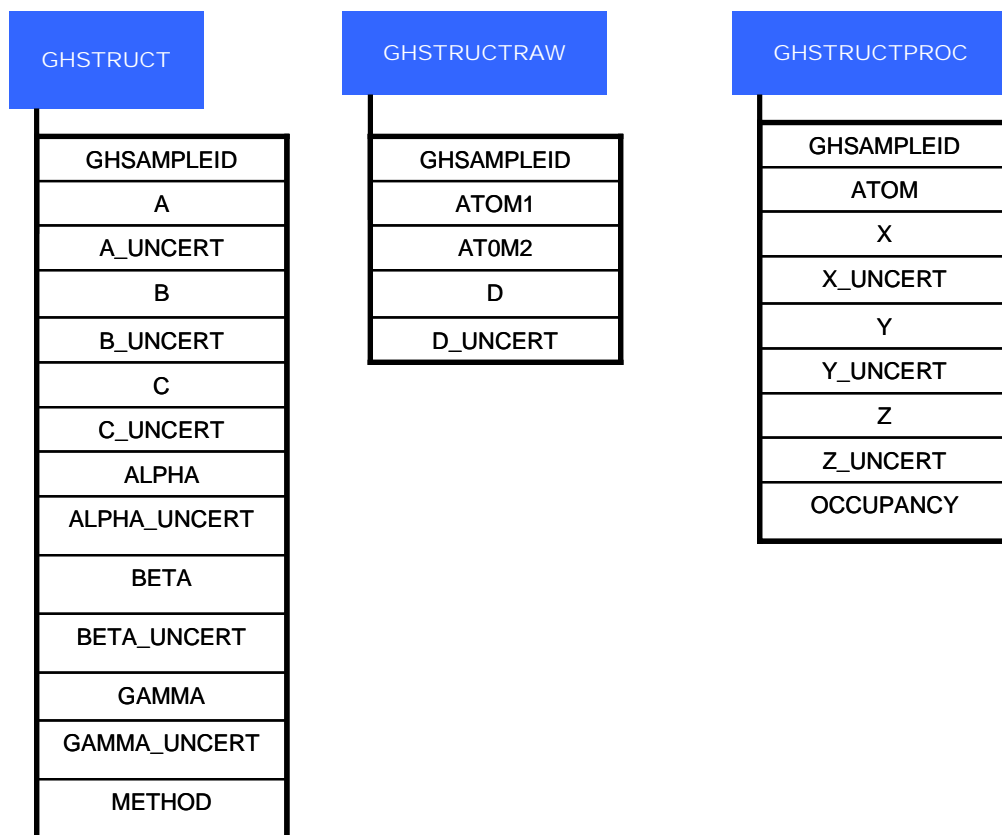 GHSTRUCT
GHSAMPLEID
A
A_UNCERT
B
B_UNCERT
C
C_UNCERT
ALPHA
ALPHA_UNCERT
BETA
BETA_UNCERT
GAMMA
GAMMA_UNCERT
METHOD
GHSTRUCTRAW
GHSAMPLEID
ATOM1
AT0M2
D
D_UNCERT
GHSTRUCTPROC
GHSAMPLEID
ATOM
X
X_UNCERT
Y
Y_UNCERT
Z
Z_UNCERT
OCCUPANCY